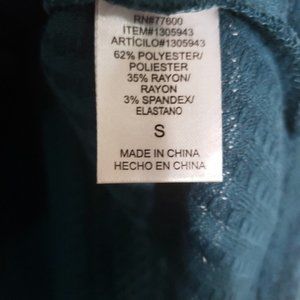 RN#77600
ITEM#1305943
ARTÍCILO#1305943
62% POLYESTER/
POLIESTER
35% RAYON/
RAYON
3% SPANDEX/
ELASTANO
S
MADE IN CHINA
HECHO EN CHINA